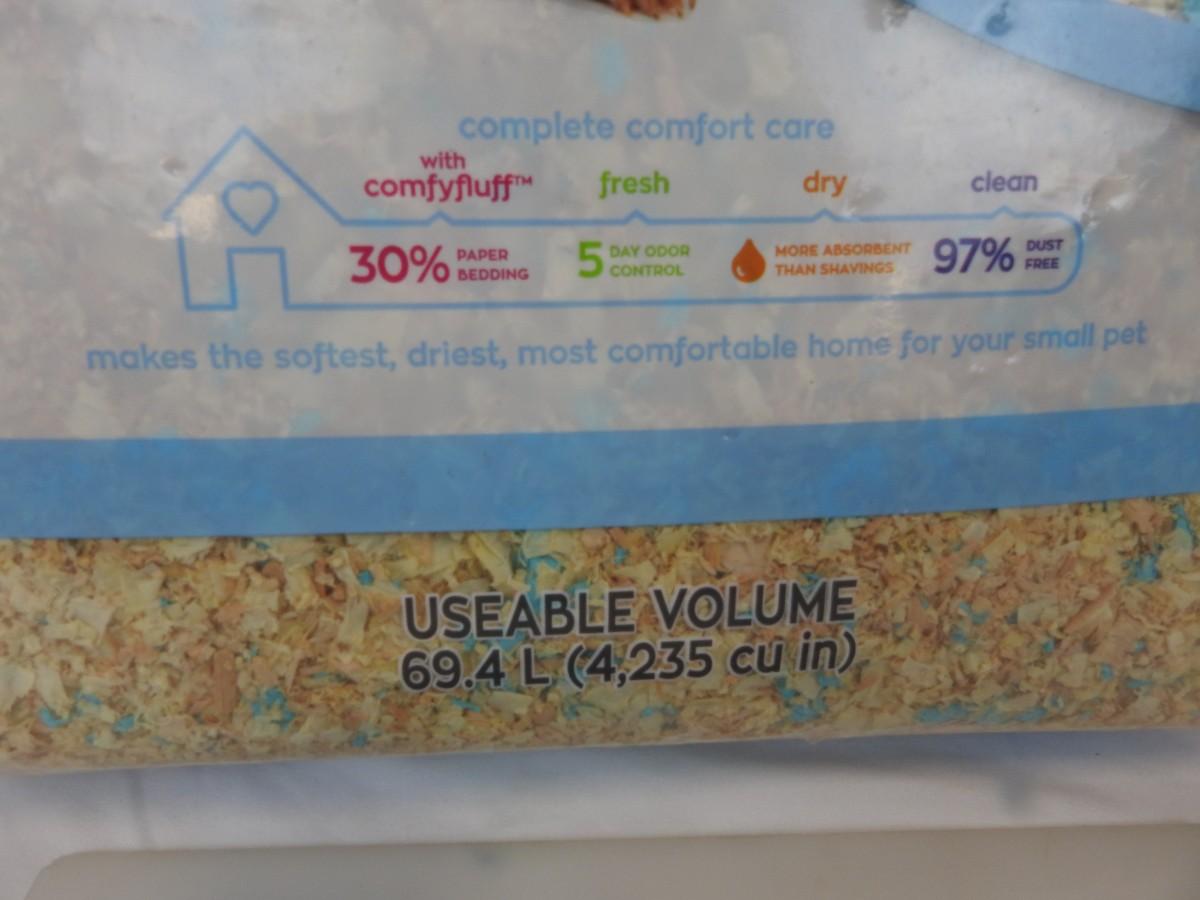 complete comfort care
with
comfyfluff™
fresh
dry
clean
30% PAPER BEDDING
5 DAY ODOR CONTROL
MORE ABSORBENT THAN SHAVINGS
97% DUST FREE
makes the softest, driest, most comfortable home for your small pet
USEABLE VOLUME
69.4 L (4,235 cu in)